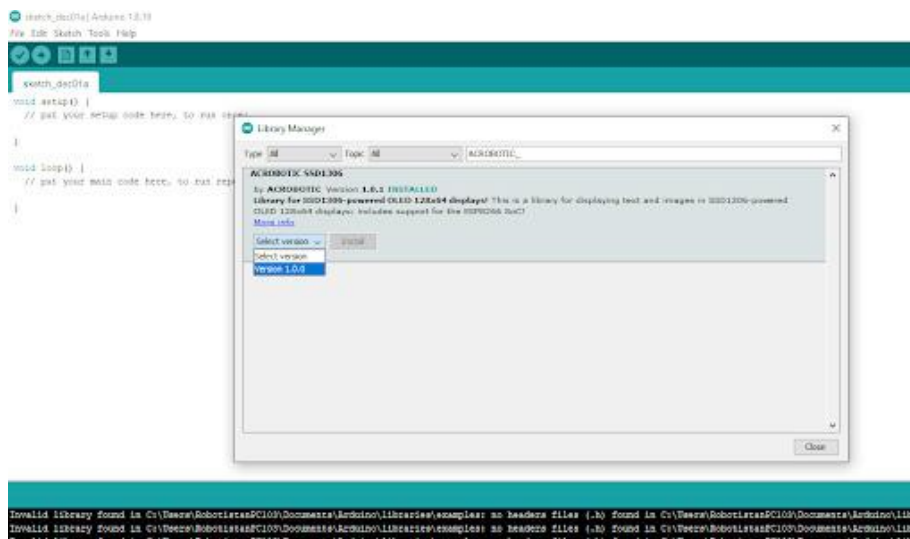 sketch_dec01a | Arduino 1.8.19
File Edit Sketch Tools Help
sketch_dec01a
void setup() {
// put your setup code here, to run once:
}
void loop() {
// put your main code here, to run repe
}
Library Manager
Type All Topic All ACROBOTIC_
ACROBOTIC SSD1306
by ACROBOTIC Version 1.0.1 INSTALLED
Library for SSD1306-powered OLED 128x64 displays! This is a library for displaying text and images in SSD1306-powered
OLED 128x64 displays; includes support for the ESP8266 SoC!
More info
Select version Install
Select version
Version 1.0.0
Close
Invalid library found in C:\Users\RobotistanPC103\Documents\Arduino\libraries\examples: no headers files (.h) found in C:\Users\RobotistanPC103\Documents\Arduino\lib
Invalid library found in C:\Users\RobotistanPC103\Documents\Arduino\libraries\examples: no headers files (.h) found in C:\Users\RobotistanPC103\Documents\Arduino\lib